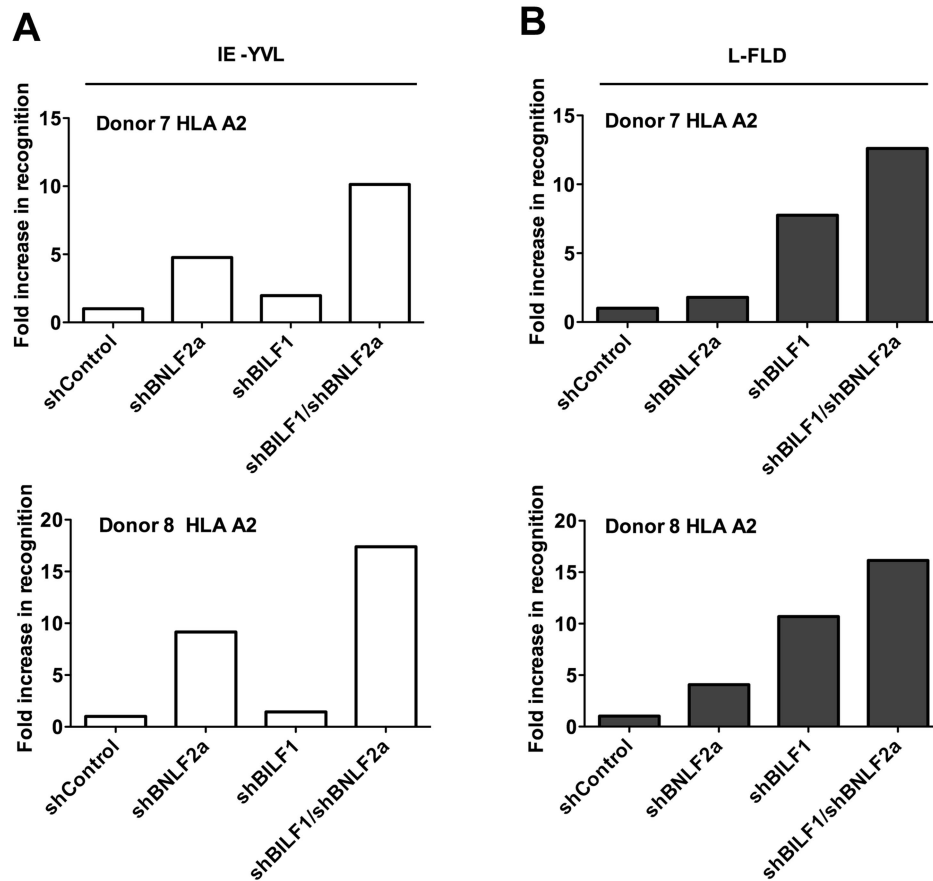 A
IE -YVL
Donor 7 HLA A2
Fold increase in recognition
15
10
5
0
shControl
shBNLF2a
shBILF1
shBILF1/shBNLF2a
Donor 8 HLA A2
Fold increase in recognition
20
15
10
5
0
shControl
shBNLF2a
shBILF1
shBILF1/shBNLF2a
B
L-FLD
Donor 7 HLA A2
Fold increase in recognition
15
10
5
0
shControl
shBNLF2a
shBILF1
shBILF1/shBNLF2a
Donor 8 HLA A2
Fold increase in recognition
20
15
10
5
0
shControl
shBNLF2a
shBILF1
shBILF1/shBNLF2a